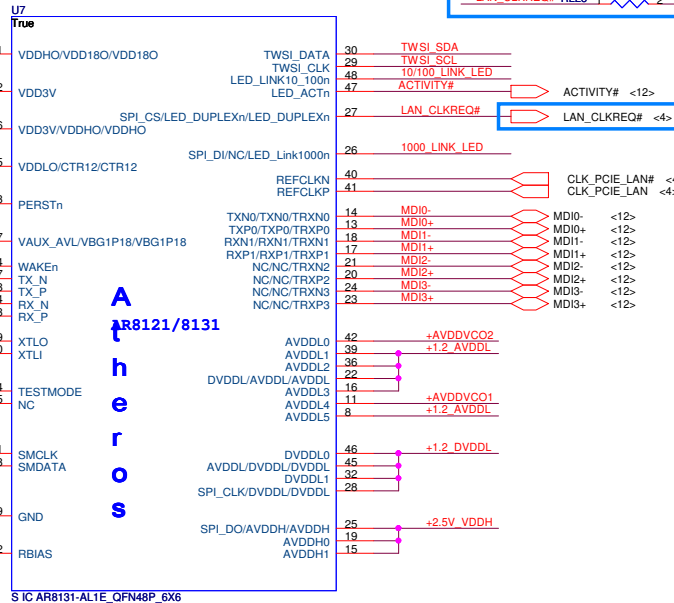 U7
True
VDDHO/VDD18O/VDD18O
VDD3V
VDD3V/VDDHO/VDDHO
VDDLO/CTR12/CTR12
PERSTn
VAUX_AVL/VBG1P18/VBG1P18
WAKEn
TX_N
TX_P
RX_N
RX_P
XTLO
XTLI
TESTMODE
NC
SMCLK
SMDATA
GND
RBIAS
Atheros
AR8121/8131
TWSI_DATA 30 TWSI_SDA
TWSI_CLK 29 TWSI_SCL
LED_LINK10_100n 48 10/100_LINK_LED
LED_ACTn 47 ACTIVITY# ACTIVITY# <12>
SPI_CS/LED_DUPLEXn/LED_DUPLEXn 27 LAN_CLKREQ# LAN_CLKREQ# <4>
SPI_DI/NC/LED_Link1000n 26 1000_LINK_LED
REFCLKN 40 CLK_PCIE_LAN#
REFCLKP 41 CLK_PCIE_LAN
TXN0/TXN0/TRXN0 14 MDI0- MDI0- <12>
TXP0/TXP0/TRXP0 13 MDI0+ MDI0+ <12>
RXN1/RXN1/TRXN1 18 MDI1- MDI1- <12>
RXP1/RXP1/TRXP1 17 MDI1+ MDI1+ <12>
NC/NC/TRXN2 21 MDI2- MDI2- <12>
NC/NC/TRXP2 20 MDI2+ MDI2+ <12>
NC/NC/TRXN3 24 MDI3- MDI3- <12>
NC/NC/TRXP3 23 MDI3+ MDI3+ <12>
AVDDL0 42 +AVDDVCO2
AVDDL1 39 +1.2_AVDDL
AVDDL2 36
DVDDL/AVDDL/AVDDL 22
AVDDL3 16
AVDDL4 11 +AVDDVCO1
AVDDL5 8 +1.2_AVDDL
DVDDL0 46 +1.2_DVDDL
AVDDL/DVDDL/DVDDL 45
DVDDL1 32
SPI_CLK/DVDDL/DVDDL 28
SPI_DO/AVDDH/AVDDH 25 +2.5V_VDDH
AVDDH0 19
AVDDH1 15
S IC AR8131-AL1E_QFN48P_6X6